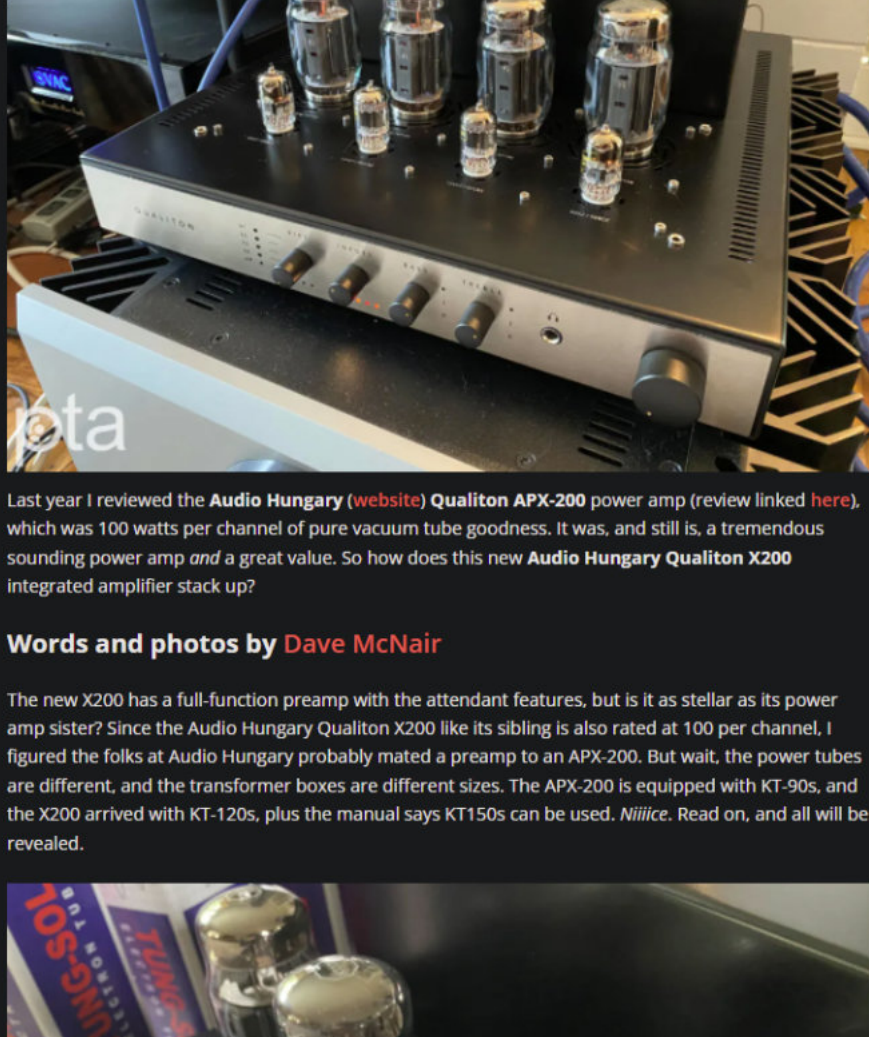 VAC
QUALITON
BASS
TREBLE
pta
Last year I reviewed the Audio Hungary (website) Qualiton APX-200 power amp (review linked here),
which was 100 watts per channel of pure vacuum tube goodness. It was, and still is, a tremendous
sounding power amp and a great value. So how does this new Audio Hungary Qualiton X200
integrated amplifier stack up?
Words and photos by Dave McNair
The new X200 has a full-function preamp with the attendant features, but is it as stellar as its power
amp sister? Since the Audio Hungary Qualiton X200 like its sibling is also rated at 100 per channel, I
figured the folks at Audio Hungary probably mated a preamp to an APX-200. But wait, the power tubes
are different, and the transformer boxes are different sizes. The APX-200 is equipped with KT-90s, and
the X200 arrived with KT-120s, plus the manual says KT150s can be used. Niiiice. Read on, and all will be
revealed.
UNG-SOL
LECTRON TUB
TUNG-S